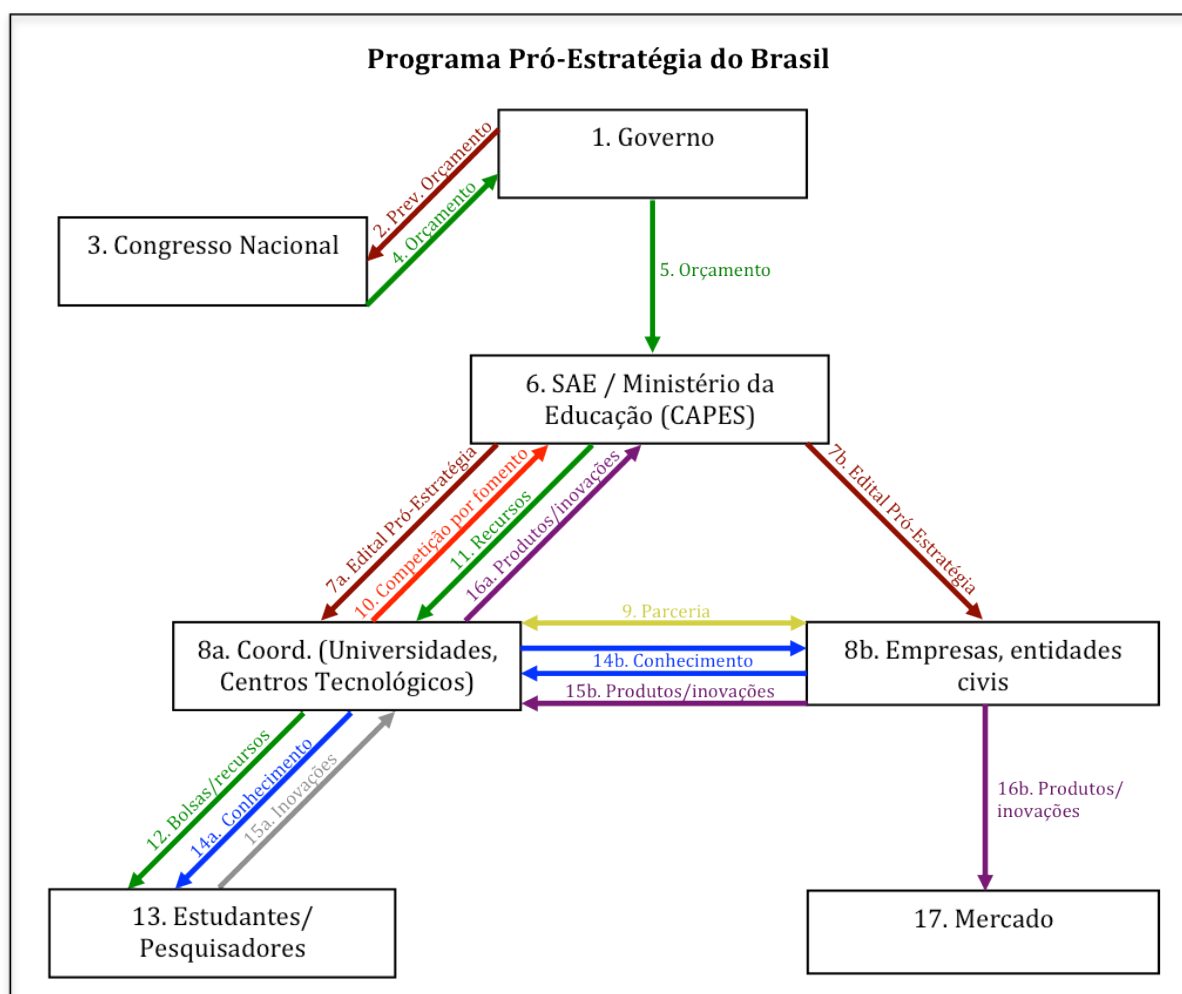 Programa Pró-Estratégia do Brasil
1. Governo
2. Prev. Orçamento
3. Congresso Nacional
4. Orçamento
5. Orçamento
6. SAE / Ministério da
Educação (CAPES)
7a. Edital Pró-Estratégia
10. Competição por fomento
11. Recursos
16a. Produtos/inovações
7b. Edital Pró-Estratégia
8a. Coord. (Universidades,
Centros Tecnológicos)
9. Parceria
14b. Conhecimento
15b. Produtos/inovações
8b. Empresas, entidades
civis
12. Bolsas/recursos
14a. Conhecimento
15a. Inovações
16b. Produtos/
inovações
13. Estudantes/
Pesquisadores
17. Mercado